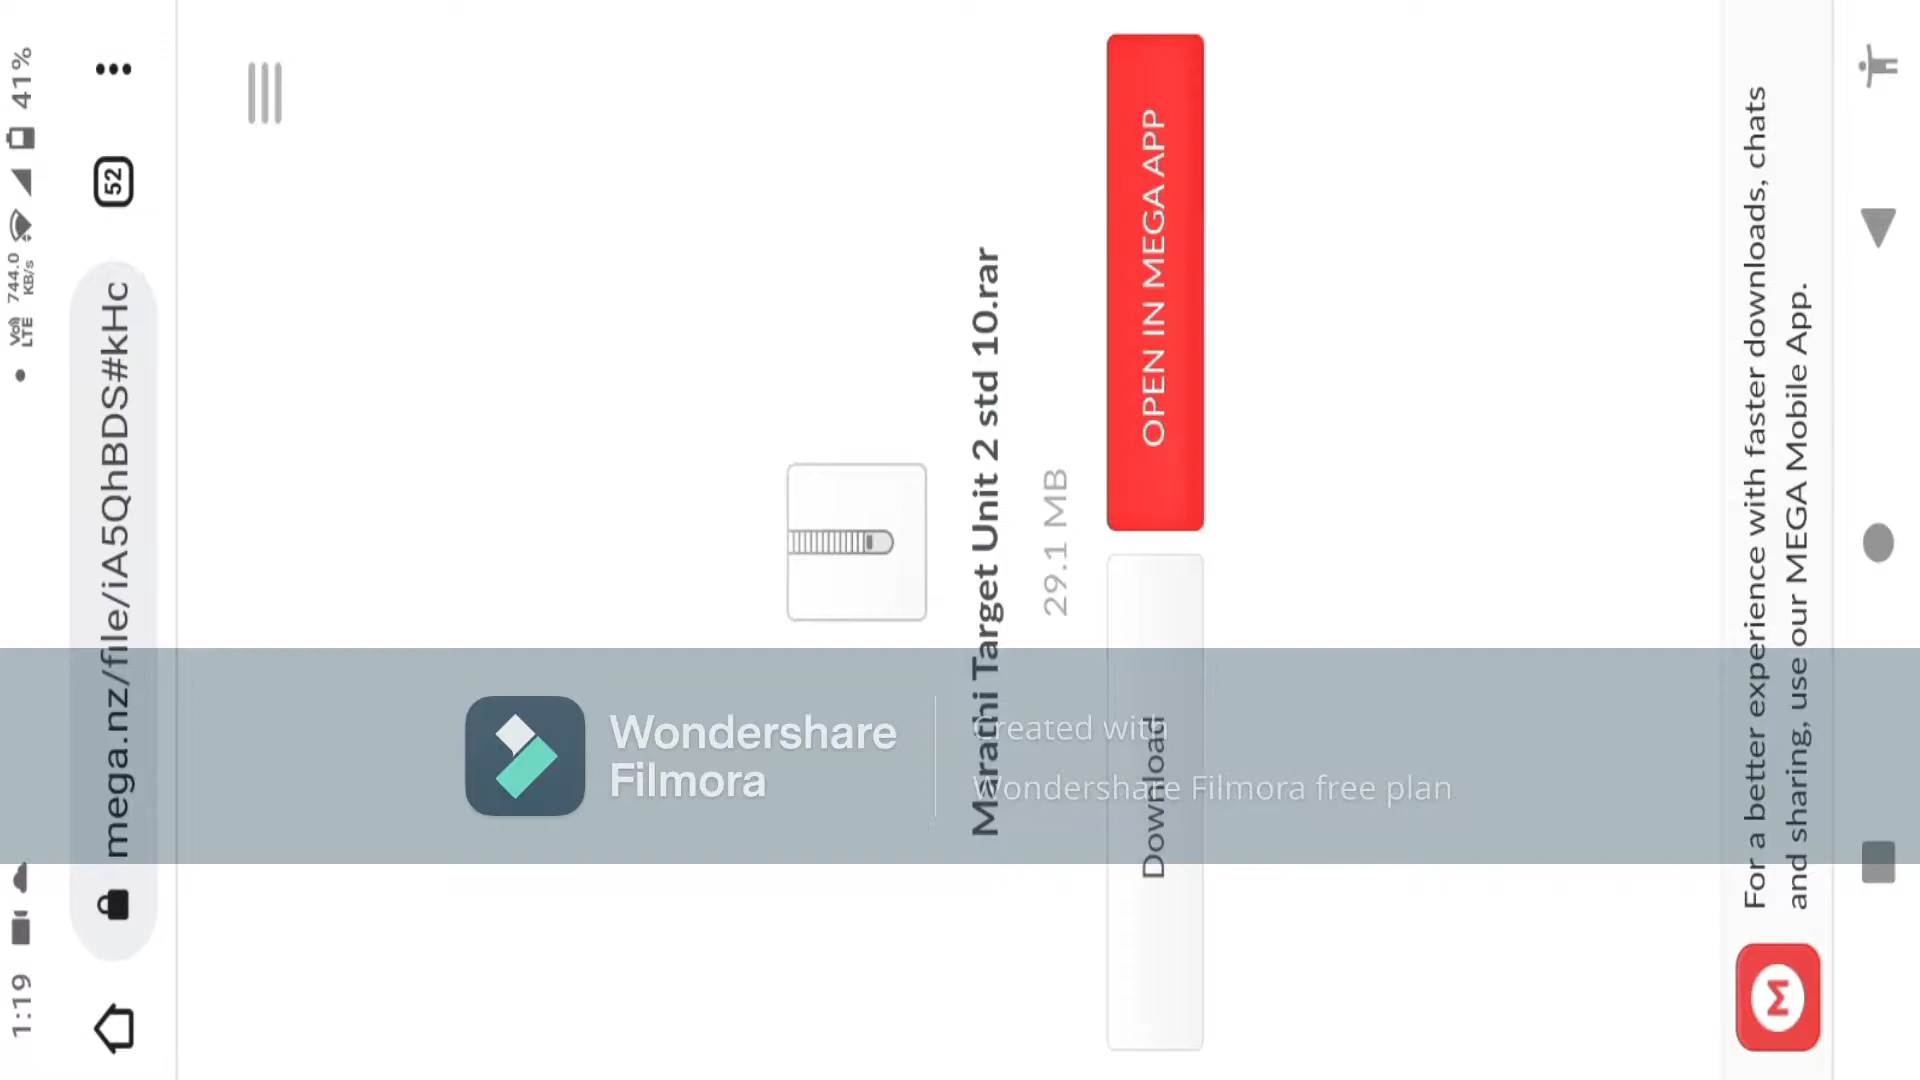 1:19
Vo)) LTE 744.0 KB/s 41%
mega.nz/file/iA5QhBDS#kHc
52
Marathi Target Unit 2 std 10.rar
29.1 MB
Download
OPEN IN MEGA APP
For a better experience with faster downloads, chats
and sharing, use our MEGA Mobile App.
M
Wondershare
Filmora
Created with
Wondershare Filmora free plan